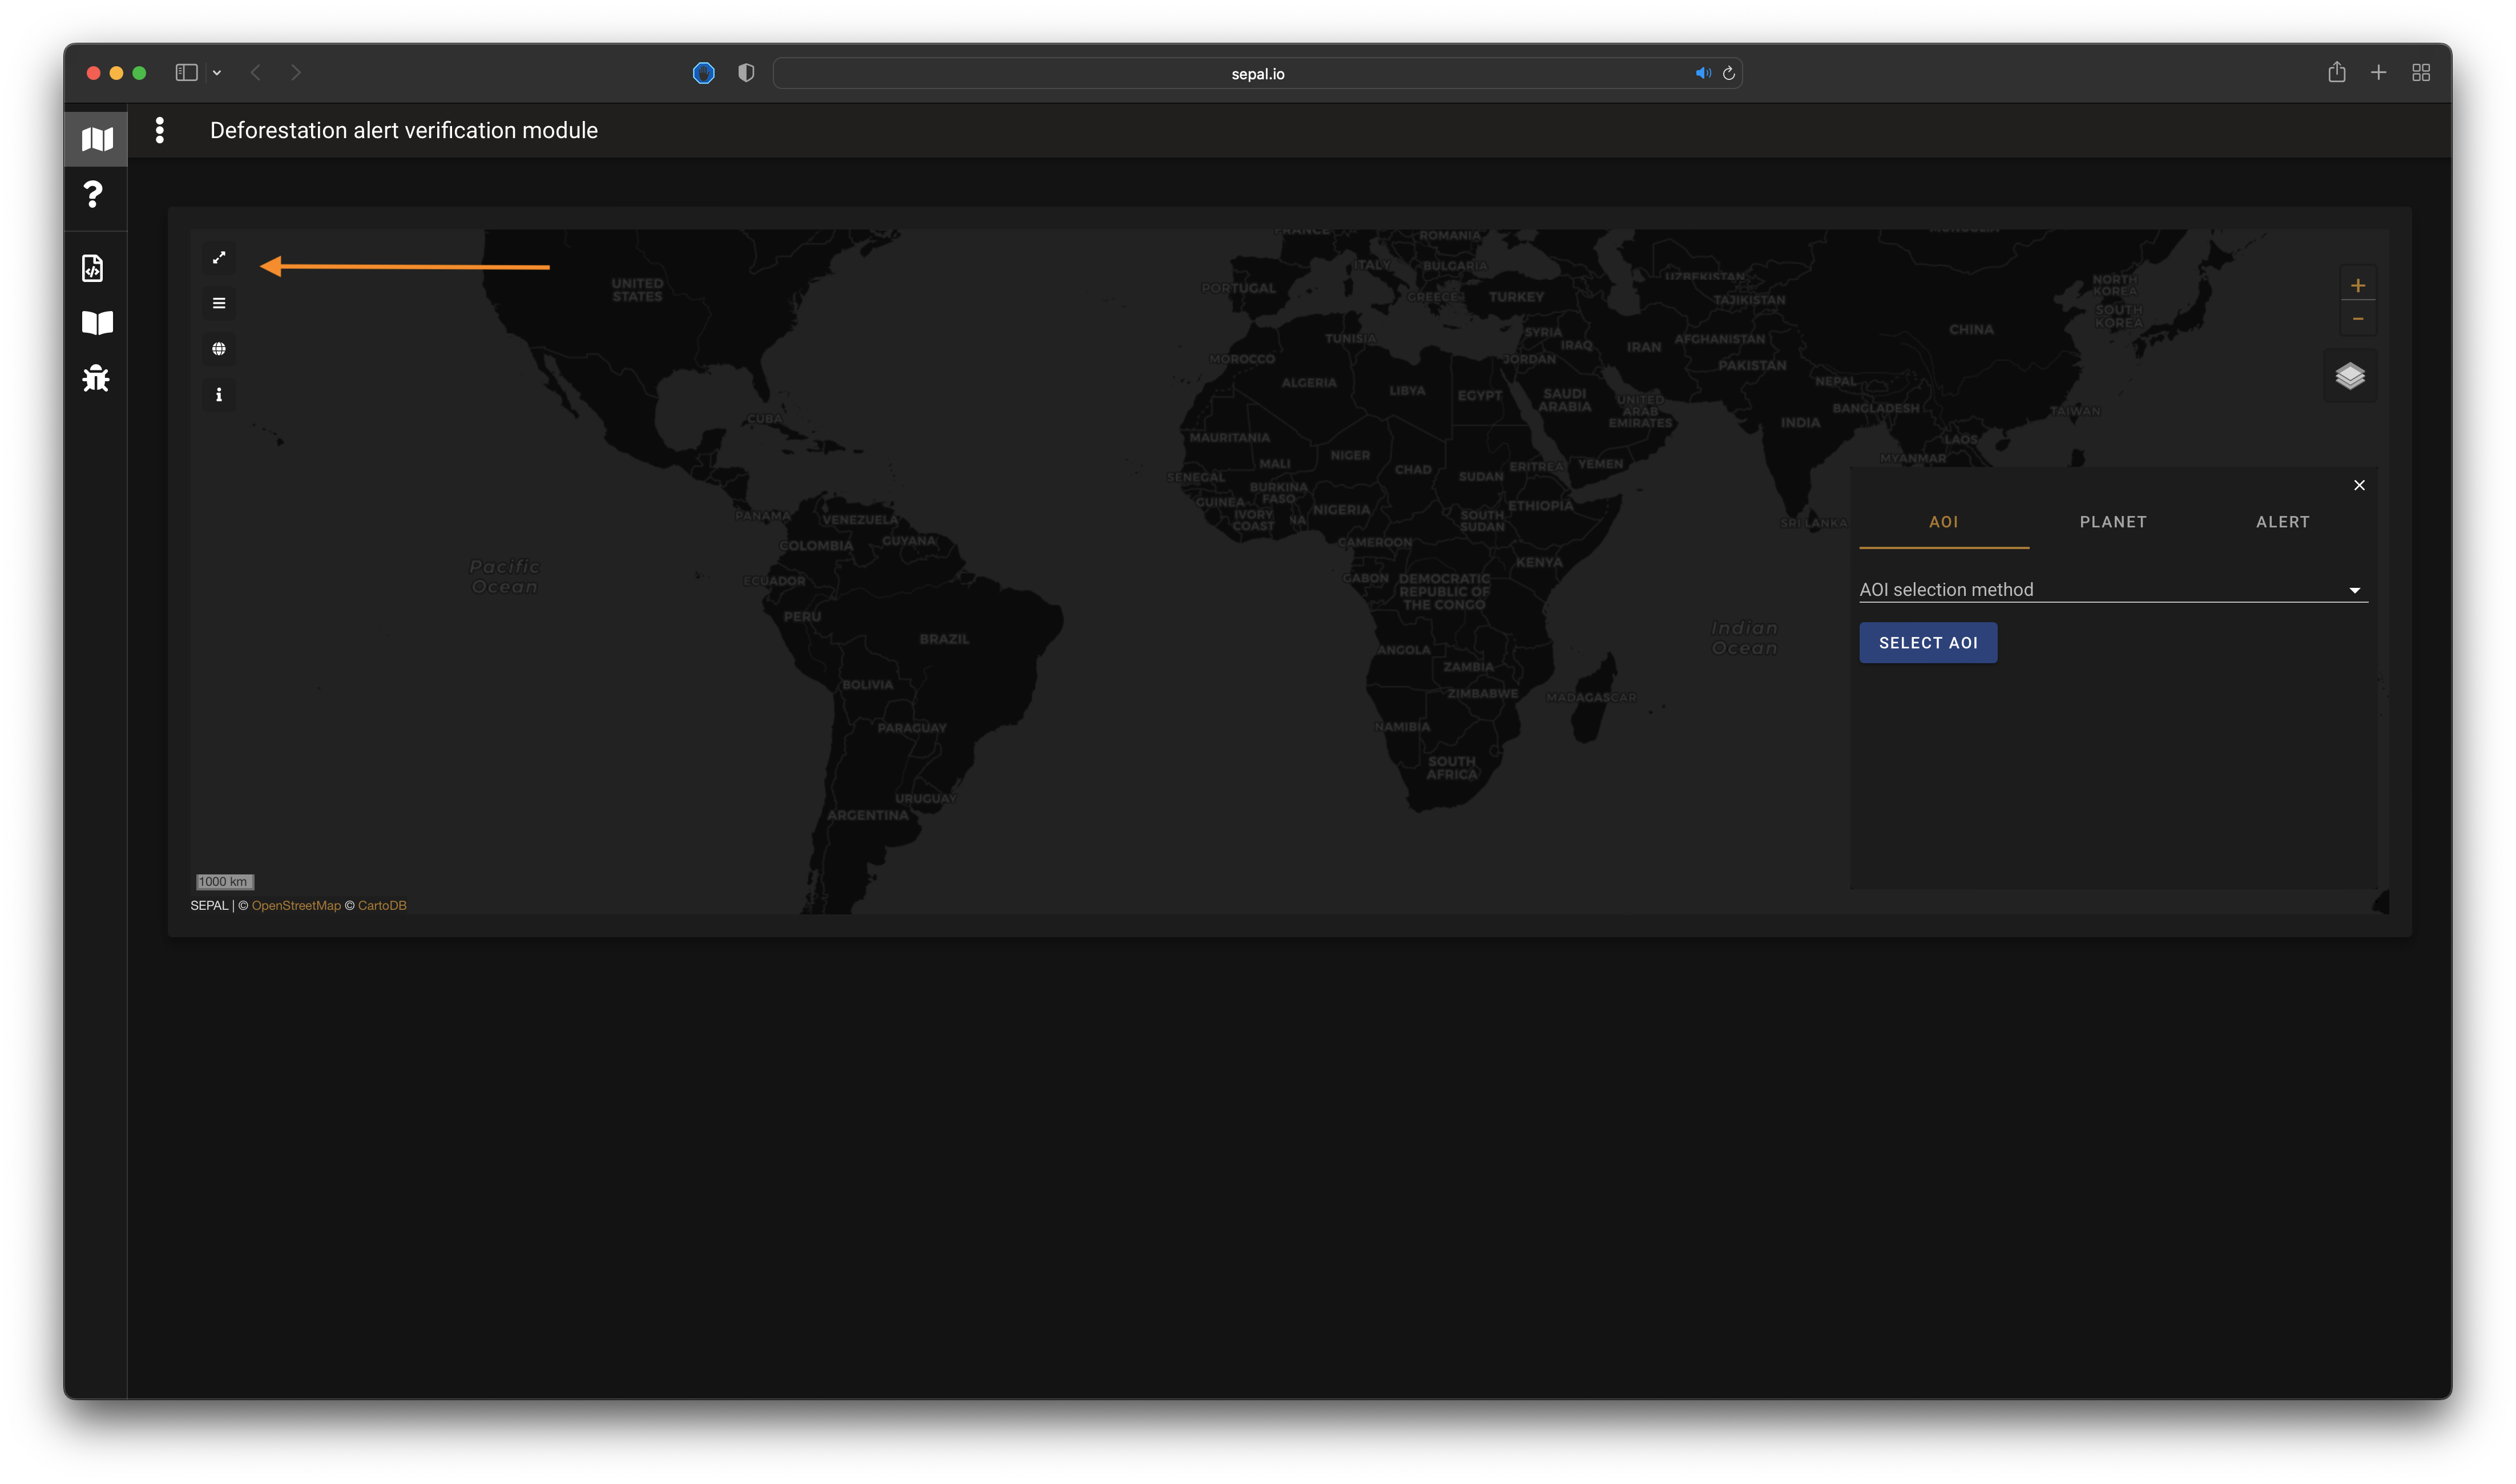 sepal.io
Deforestation alert verification module
FRANCE
ROMANIA
ITALY
BULGARIA
UZBEKISTAN
UNITED
STATES
PORTUGAL
GREECE
TURKEY
TAJIKISTAN
NORTH
KOREA
SOUTH
KOREA
CHINA
TUNISIA
SYRIA
IRAQ
IRAN
AFGHANISTAN
MOROCCO
JORDAN
PAKISTAN
ALGERIA
LIBYA
EGYPT
SAUDI
ARABIA
UNITED
ARAB
EMIRATES
NEPAL
BANGLADESH
TAIWAN
INDIA
CUBA
MAURITANIA
LAOS
MYANMAR
MALI
NIGER
CHAD
SUDAN
ERITREA
YEMEN
SENEGAL
BURKINA
FASO
GUINEA
NIGERIA
ETHIOPIA
IVORY
COAST
NA
SOUTH
SUDAN
SRI LANKA
PANAMA
VENEZUELA
COLOMBIA
GUYANA
CAMEROON
KENYA
Pacific
Ocean
ECUADOR
GABON
DEMOCRATIC
REPUBLIC OF
THE CONGO
PERU
BRAZIL
Indian
Ocean
ANGOLA
ZAMBIA
BOLIVIA
ZIMBABWE
MADAGASCAR
PARAGUAY
NAMIBIA
SOUTH
AFRICA
URUGUAY
ARGENTINA
AOI
PLANET
ALERT
AOI selection method
SELECT AOI
1000 km
SEPAL | © OpenStreetMap © CartoDB